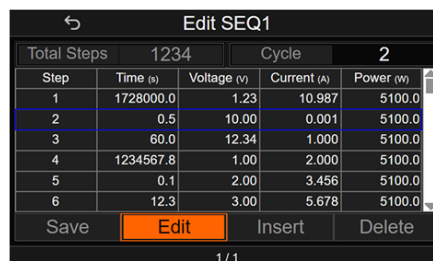 Edit SEQ1
Total Steps 1234 Cycle 2
Step Time (s) Voltage (V) Current (A) Power (W)
1 1728000.0 1.23 10.987 5100.0
2 0.5 10.00 0.001 5100.0
3 60.0 12.34 1.000 5100.0
4 1234567.8 1.00 2.000 5100.0
5 0.1 2.00 3.456 5100.0
6 12.3 3.00 5.678 5100.0
Save Edit Insert Delete
1/1